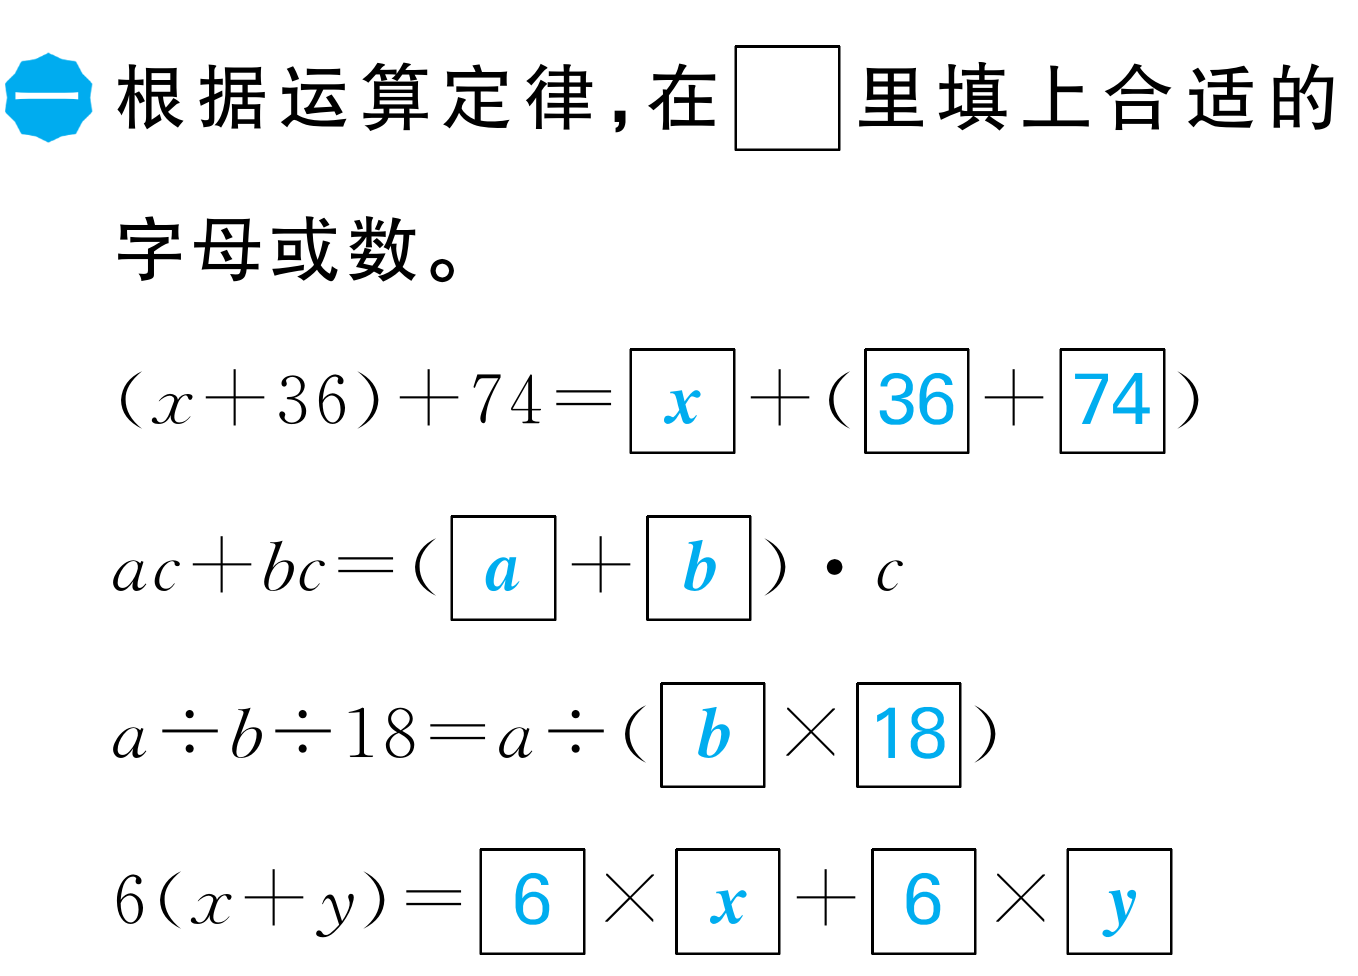 一 根据运算定律,在□里填上合适的
字母或数。
(x+36)+74=x+(36+74)
ac+bc=(a+b)·c
a÷b÷18=a÷(b×18)
6(x+y)=6×x+6×y